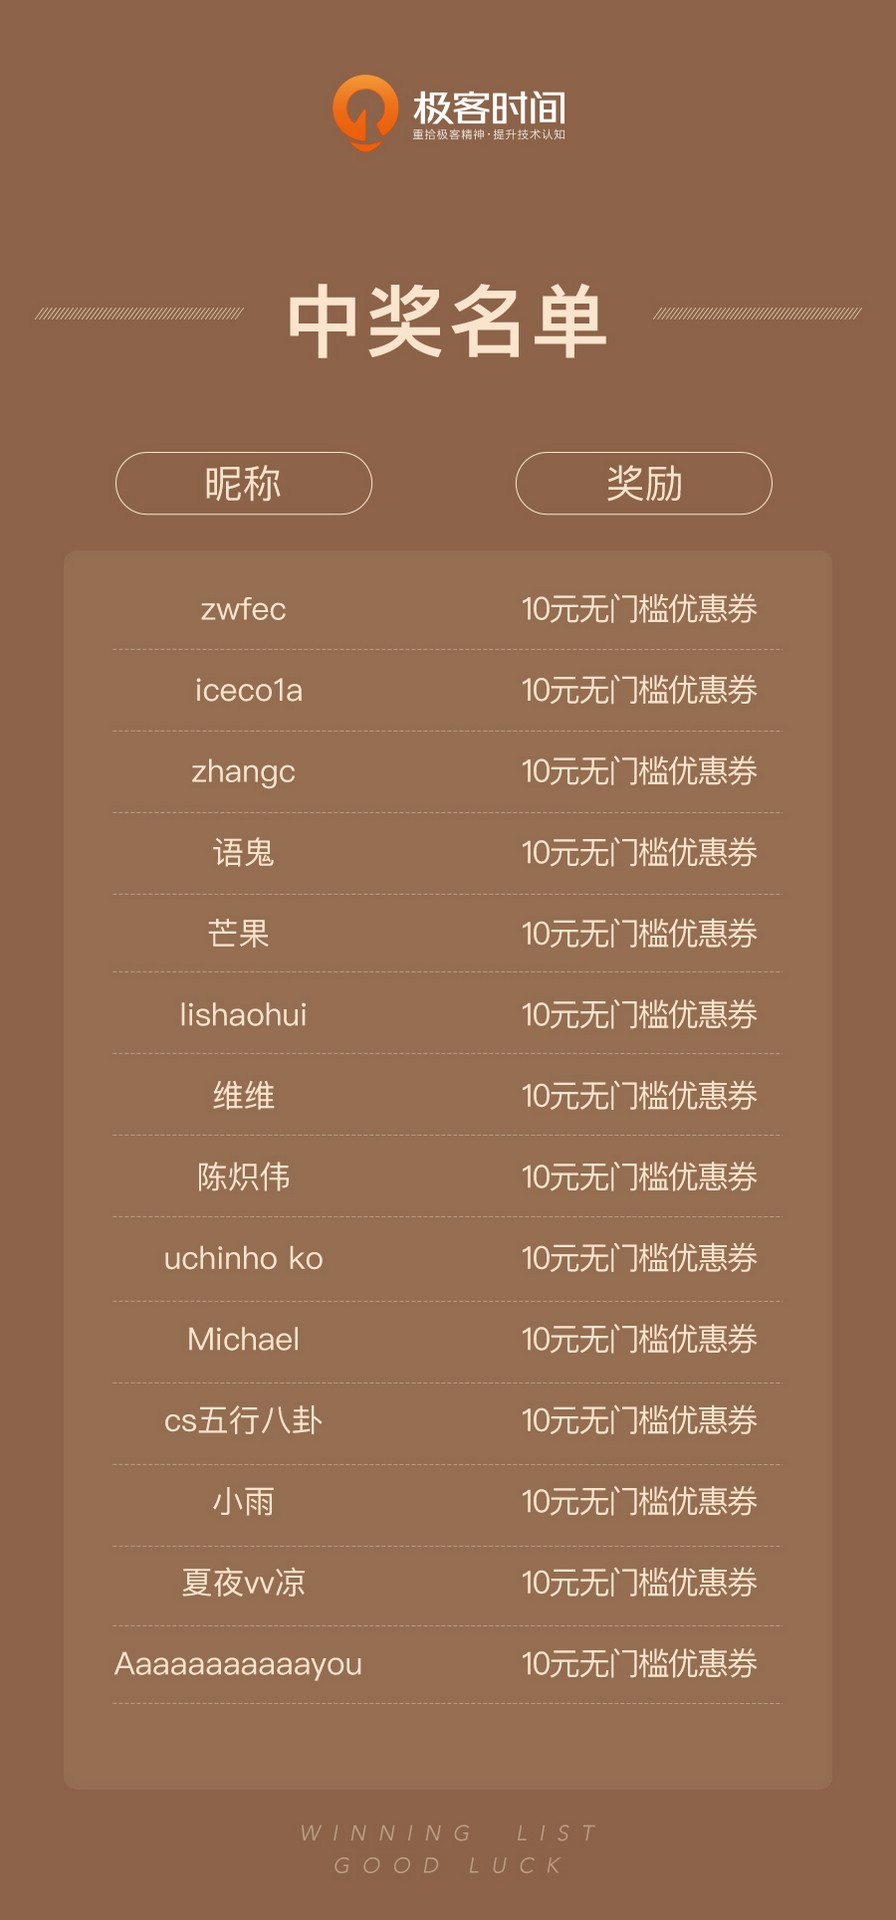 极客时间
重拾极客精神·提升技术认知
中奖名单
昵称 奖励
zwfec 10元无门槛优惠券
iceco1a 10元无门槛优惠券
zhangc 10元无门槛优惠券
语鬼 10元无门槛优惠券
芒果 10元无门槛优惠券
lishaohui 10元无门槛优惠券
维维 10元无门槛优惠券
陈炽伟 10元无门槛优惠券
uchinho ko 10元无门槛优惠券
Michael 10元无门槛优惠券
cs五行八卦 10元无门槛优惠券
小雨 10元无门槛优惠券
夏夜vv凉 10元无门槛优惠券
Aaaaaaaaaaayou 10元无门槛优惠券
WINNING LIST
GOOD LUCK